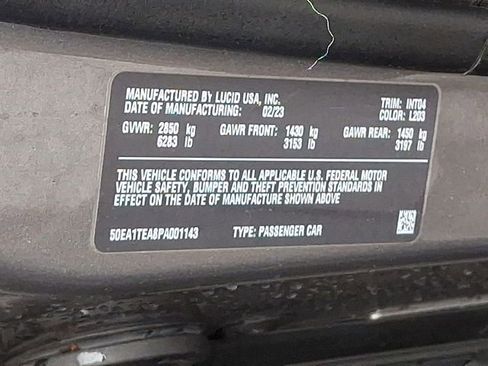 MANUFACTURED BY LUCID USA, INC. TRIM: INT04
DATE OF MANUFACTURING: 02/23 COLOR: L203
GVWR: 2850 kg GAWR FRONT: 1430 kg GAWR REAR: 1450 kg
6283 lb 3153 lb 3197 lb
THIS VEHICLE CONFORMS TO ALL APPLICABLE U.S. FEDERAL MOTOR
VEHICLE SAFETY, BUMPER AND THEFT PREVENTION STANDARDS IN
EFFECT ON THE DATE OF MANUFACTURE SHOWN ABOVE
50EA1TEA8PA001143 TYPE: PASSENGER CAR